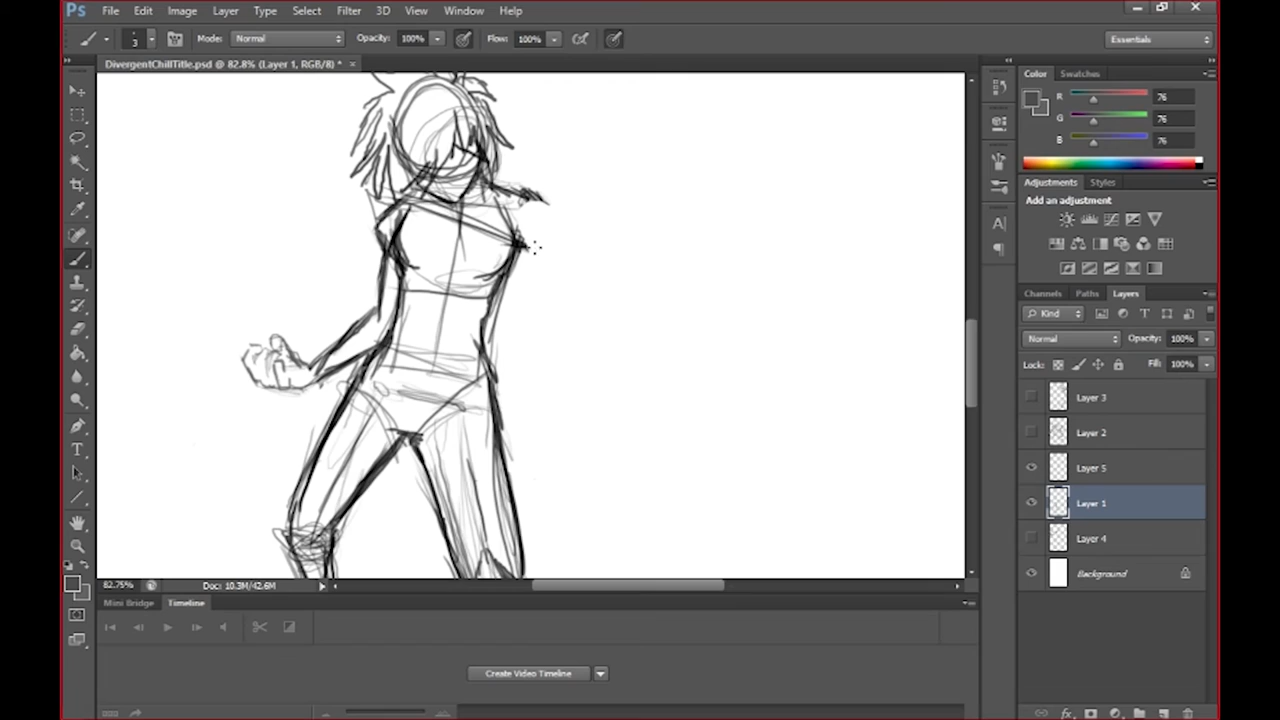 Ps File Edit Image Layer Type Select Filter 3D View Window Help
3 Mode: Normal Opacity: 100% Flow: 100% Essentials
DivergentChillTitle.psd @ 82.8% (Layer 1, RGB/8) * ×
Color Swatches
R 76
G 76
B 76
Adjustments Styles
Add an adjustment
Channels Paths Layers
Kind
Normal Opacity: 100%
Lock: Fill: 100%
Layer 3
Layer 2
Layer 5
Layer 1
Layer 4
Background
82.75% Doc: 10.3M/42.6M
Mini Bridge Timeline
Create Video Timeline